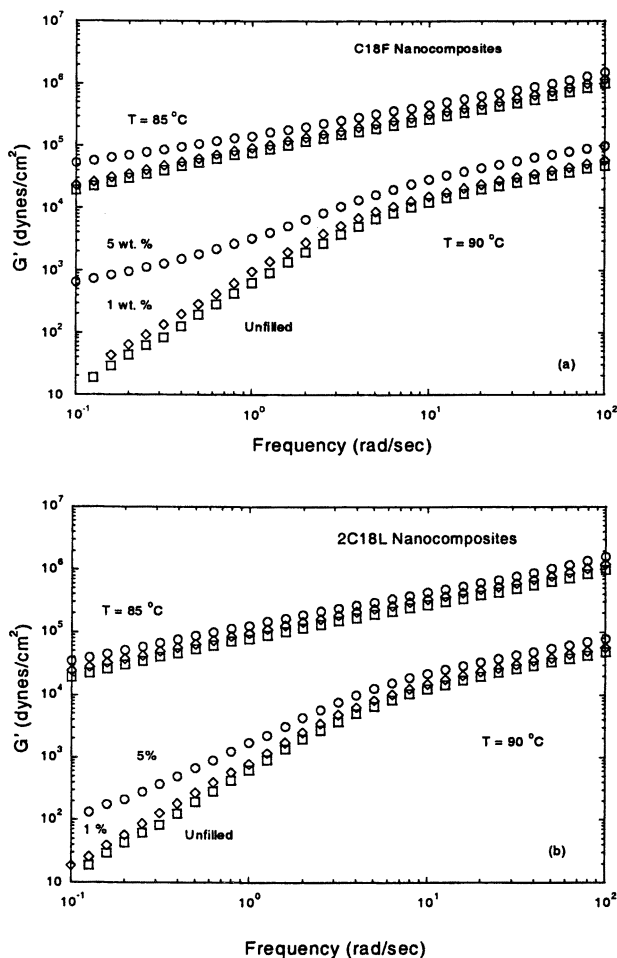 C18F Nanocomposites
10⁷
10⁶
10⁵
10⁴
10³
10²
10
G' (dynes/cm²)
T = 85 °C
5 wt. %
1 wt. %
Unfilled
T = 90 °C
(a)
10⁻¹
10⁰
10¹
10²
Frequency (rad/sec)
2C18L Nanocomposites
10⁷
10⁶
10⁵
10⁴
10³
10²
10
G' (dynes/cm²)
T = 85 °C
5%
1 %
Unfilled
T = 90 °C
(b)
10⁻¹
10⁰
10¹
10²
Frequency (rad/sec)